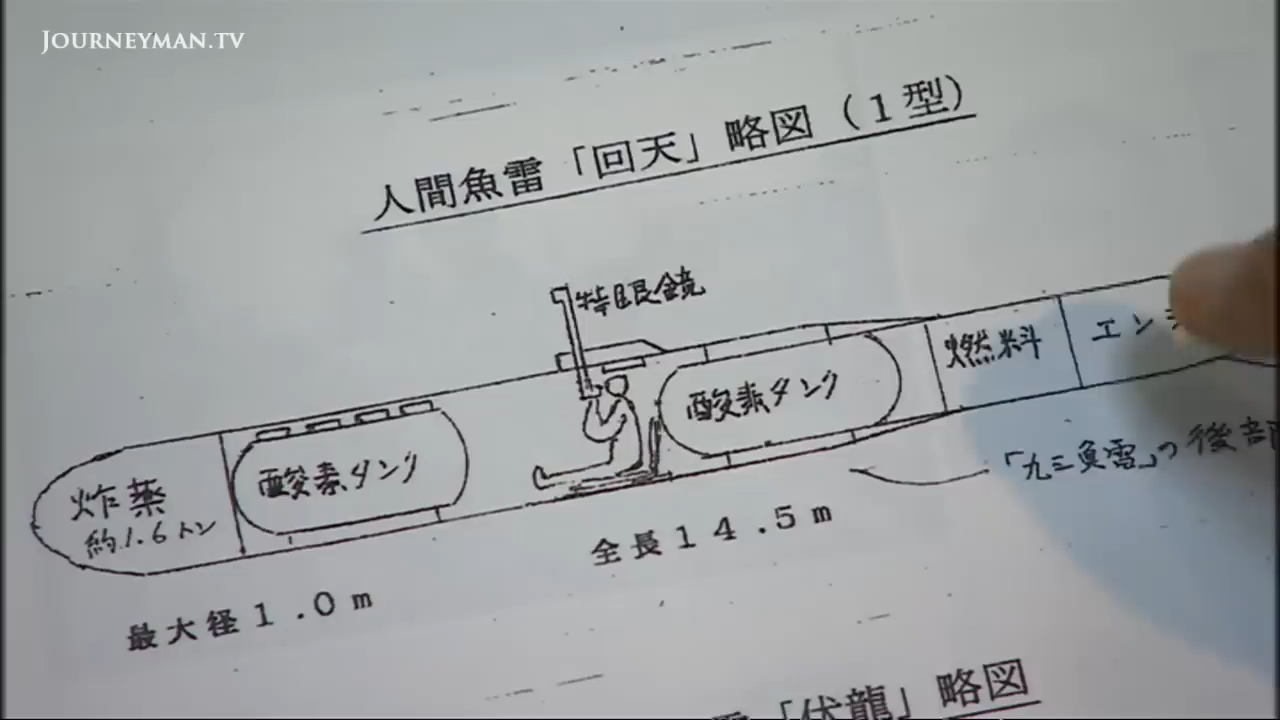 JOURNEYMAN.TV
人間魚雷「回天」略図(1型)
特眼鏡
酸素タンク
燃料
エン
炸薬
約1.6トン
酸素タンク
「九三魚雷」の後部
全長14.5m
最大径1.0m
「伏龍」略図